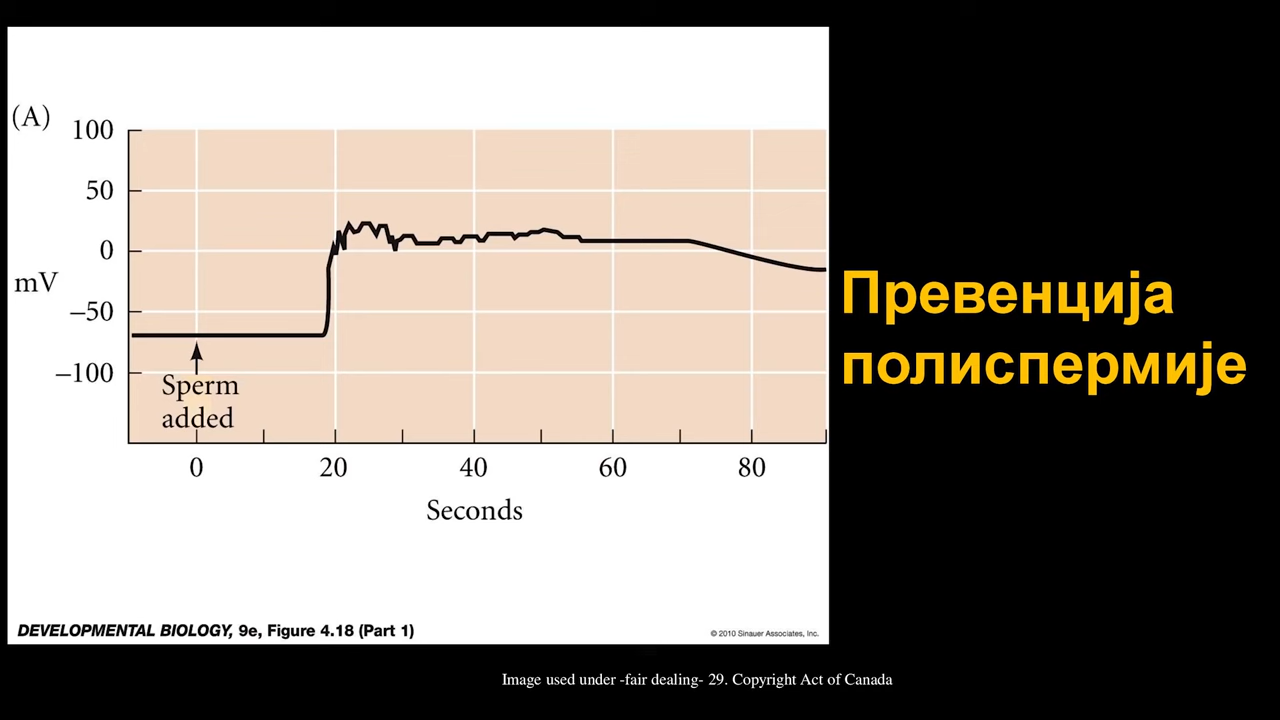 (A)
100
50
0
mV
–50
–100
Sperm
added
0 20 40 60 80
Seconds
DEVELOPMENTAL BIOLOGY, 9e, Figure 4.18 (Part 1)
© 2010 Sinauer Associates, Inc.
Превенција
полиспермије
Image used under -fair dealing- 29. Copyright Act of Canada